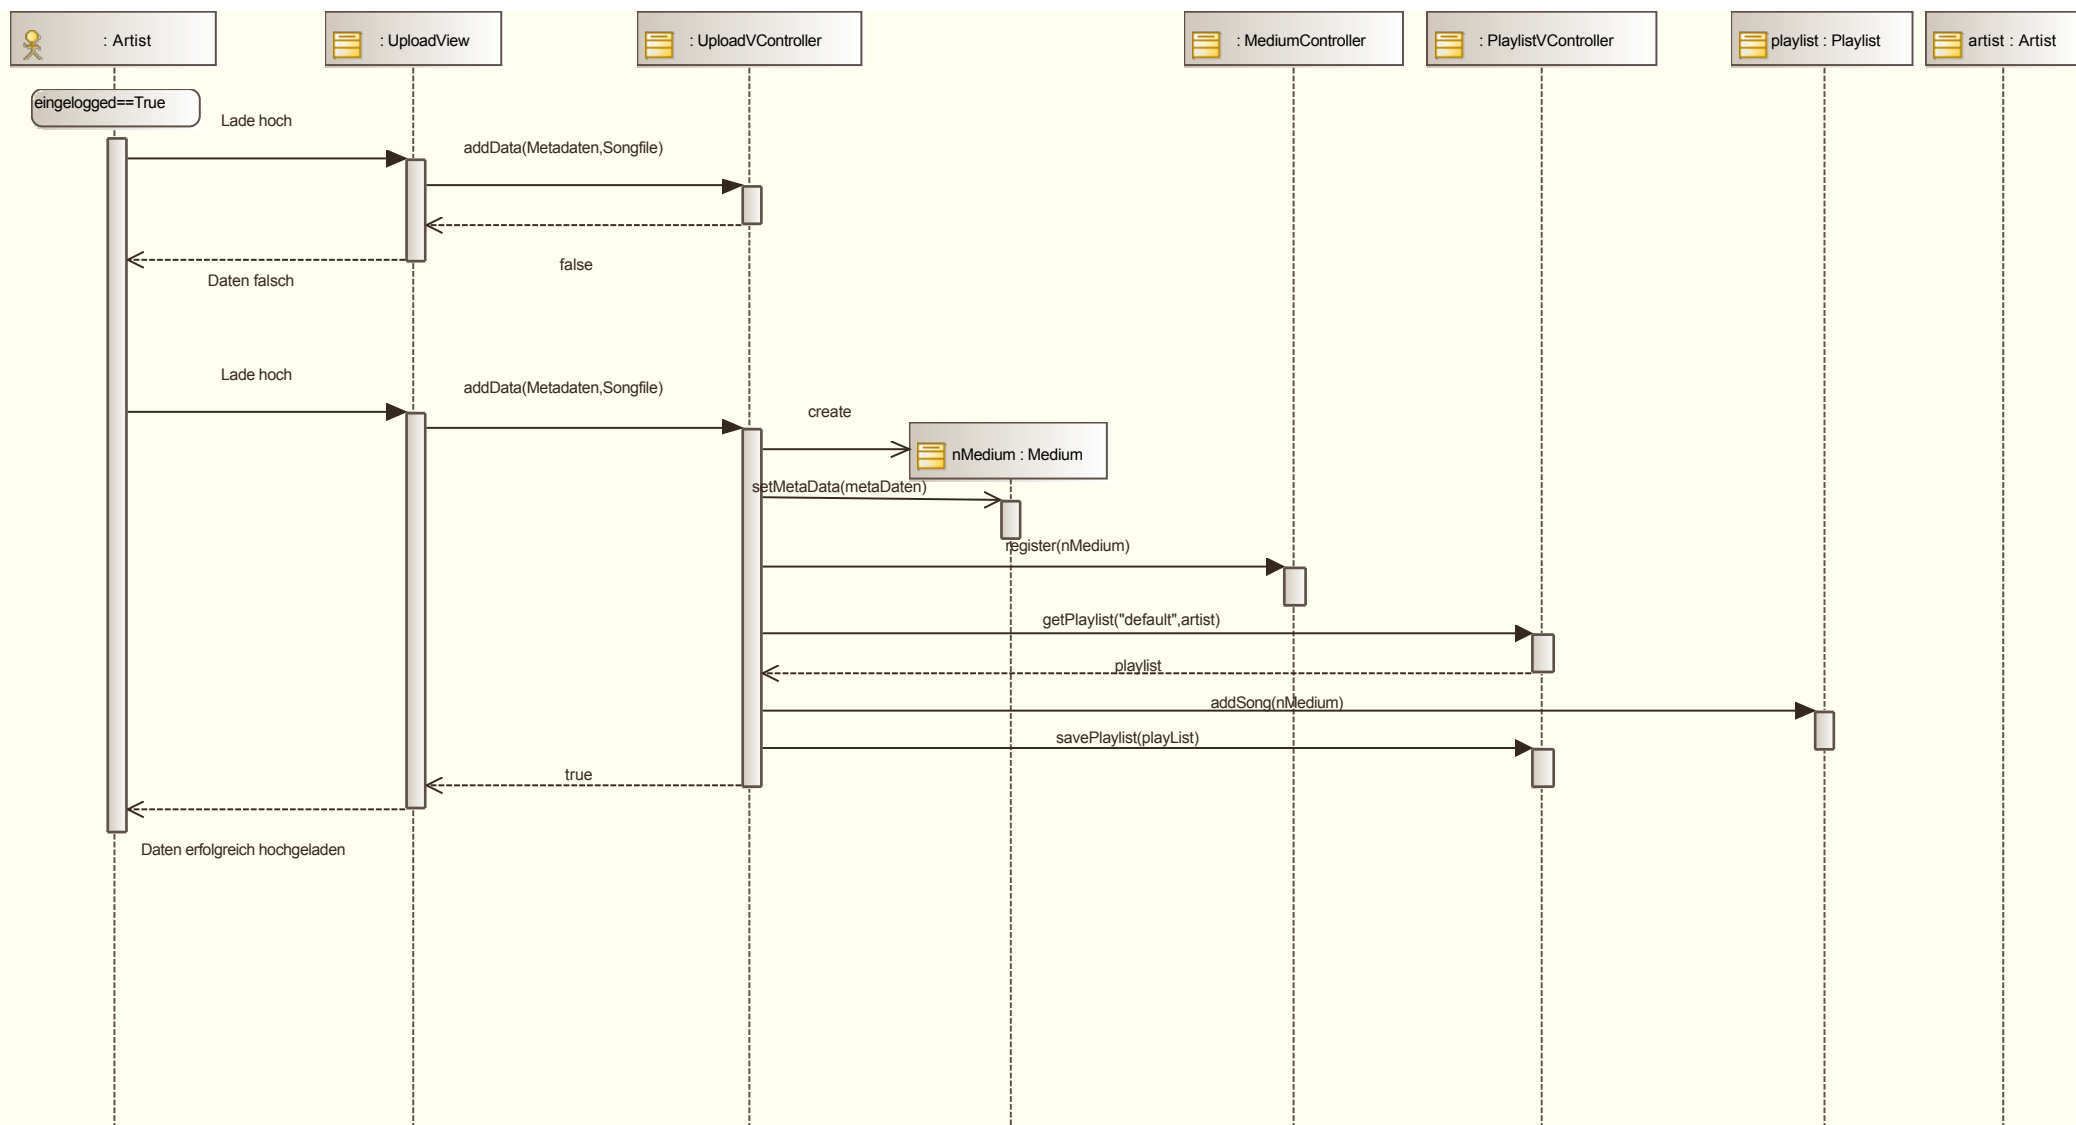 : Artist
: UploadView
: UploadVController
: MediumController
: PlaylistVController
playlist : Playlist
artist : Artist
eingelogged==True
Lade hoch
addData(Metadaten,Songfile)
false
Daten falsch
Lade hoch
addData(Metadaten,Songfile)
create
nMedium : Medium
setMetaData(metaDaten)
register(nMedium)
getPlaylist("default",artist)
playlist
addSong(nMedium)
savePlaylist(playList)
true
Daten erfolgreich hochgeladen